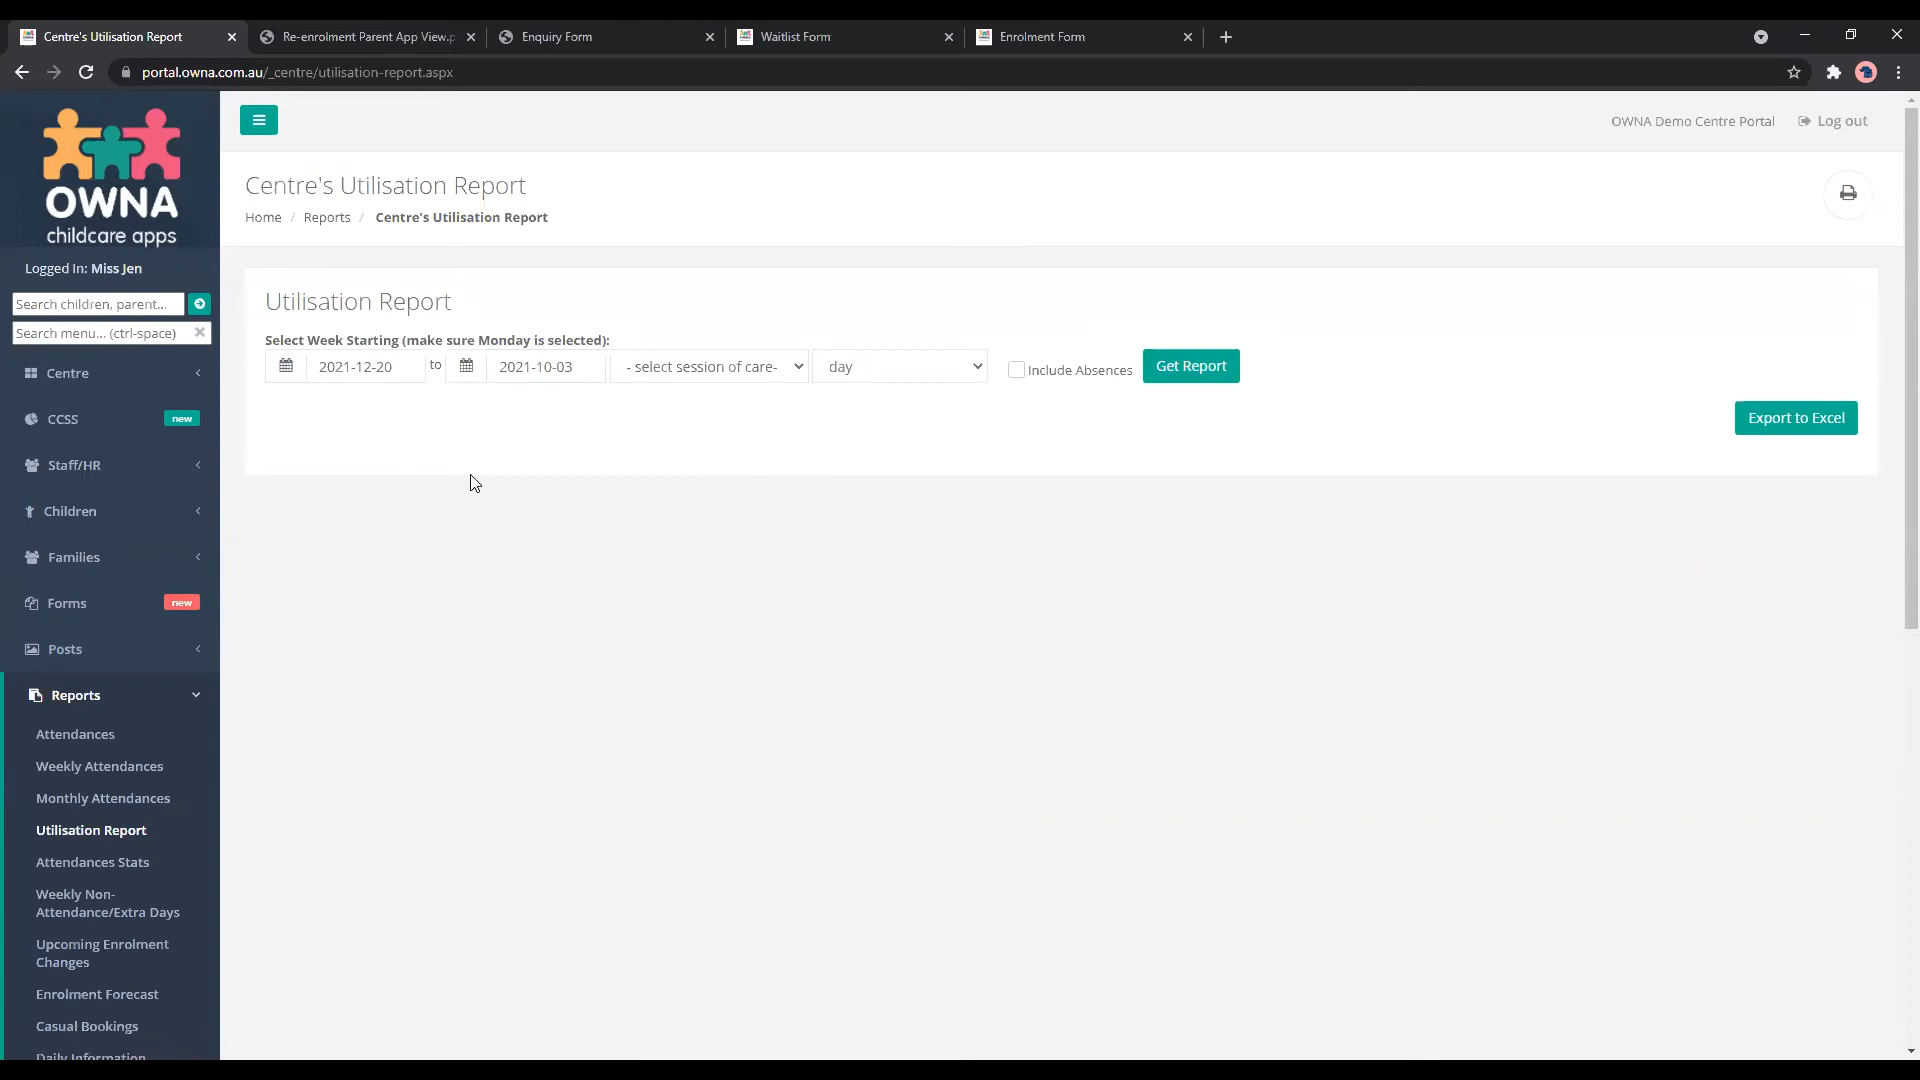 Centre's Utilisation Report
Re-enrolment Parent App View.p
Enquiry Form
Waitlist Form
Enrolment Form
portal.owna.com.au/_centre/utilisation-report.aspx
OWNA
childcare apps
Logged In: Miss Jen
Search children, parent...
Search menu... (ctrl-space)
Centre
CCSS new
Staff/HR
Children
Families
Forms new
Posts
Reports
Attendances
Weekly Attendances
Monthly Attendances
Utilisation Report
Attendances Stats
Weekly Non-
Attendance/Extra Days
Upcoming Enrolment
Changes
Enrolment Forecast
Casual Bookings
Daily Information
OWNA Demo Centre Portal Log out
Centre's Utilisation Report
Home / Reports / Centre's Utilisation Report
Utilisation Report
Select Week Starting (make sure Monday is selected):
2021-12-20 to 2021-10-03 - select session of care- day Include Absences Get Report
Export to Excel